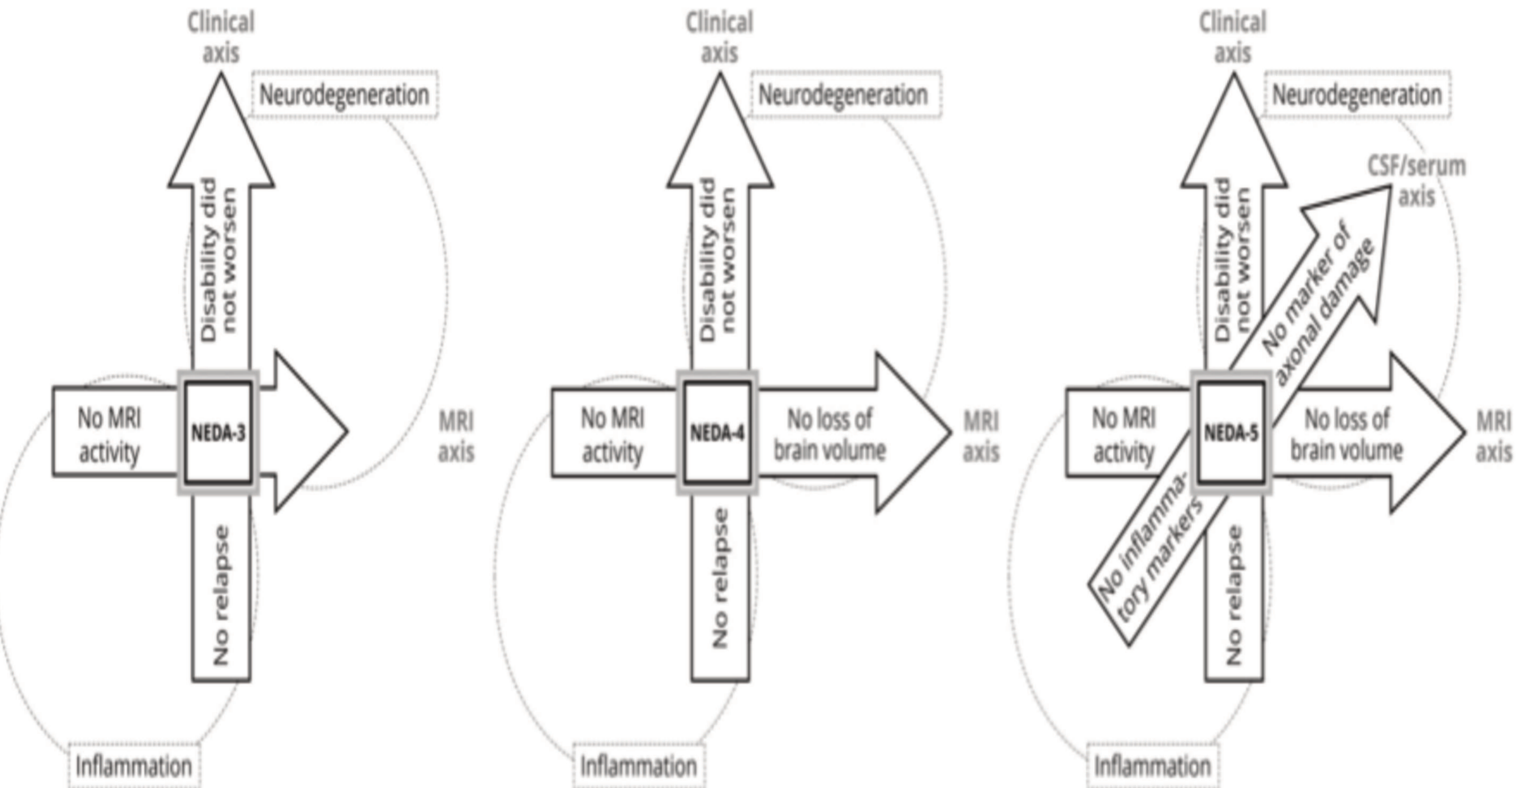 Clinical
axis
Neurodegeneration
Disability did
not worsen
No MRI
activity
NEDA-3
MRI
axis
No relapse
Inflammation
Clinical
axis
Neurodegeneration
Disability did
not worsen
No MRI
activity
NEDA-4
No loss of
brain volume
MRI
axis
No relapse
Inflammation
Clinical
axis
Neurodegeneration
CSF/serum
axis
Disability did
not worsen
No marker of
axonal damage
No MRI
activity
NEDA-5
No loss of
brain volume
MRI
axis
No inflamma-
tory markers
No relapse
Inflammation